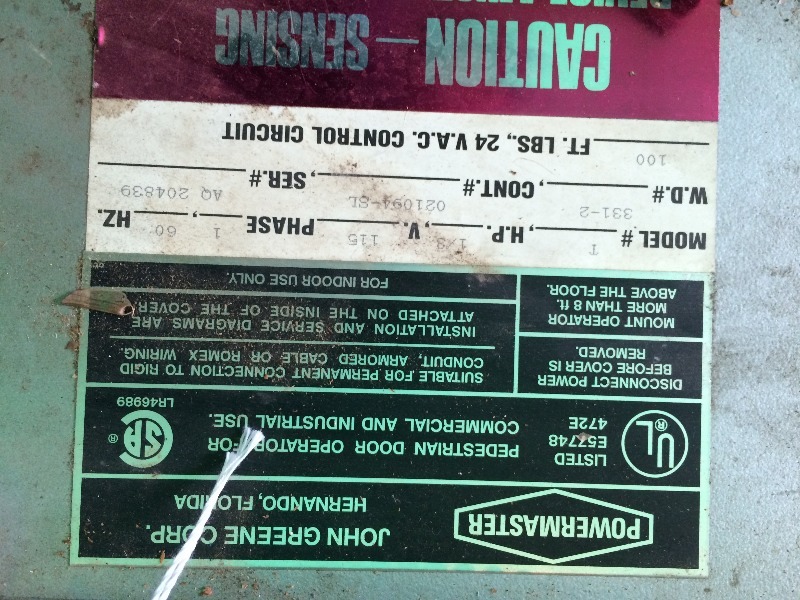 POWERMASTER
JOHN GREENE CORP.
HERNANDO, FLORIDA
UL ®
LISTED
E57748
472E
PEDESTRIAN DOOR OPERATOR FOR
COMMERCIAL AND INDUSTRIAL USE.
SA ®
LR46989
DISCONNECT POWER
BEFORE COVER IS
REMOVED.
SUITABLE FOR PERMANENT CONNECTION TO RIGID
CONDUIT, ARMORED CABLE OR ROMEX WIRING.
MOUNT OPERATOR
MORE THAN 8 ft.
ABOVE THE FLOOR.
INSTALLATION AND SERVICE DIAGRAMS ARE
ATTACHED ON THE INSIDE OF THE COVER.
FOR INDOOR USE ONLY.
MODEL # T , H.P. 1/3 , V. 115 PHASE 1 , 60 HZ.
W.D.# 331-2 , CONT.# 021094-SL , SER.# AQ 204839
100 FT. LBS., 24 V.A.C. CONTROL CIRCUIT
CAUTION — SENSING